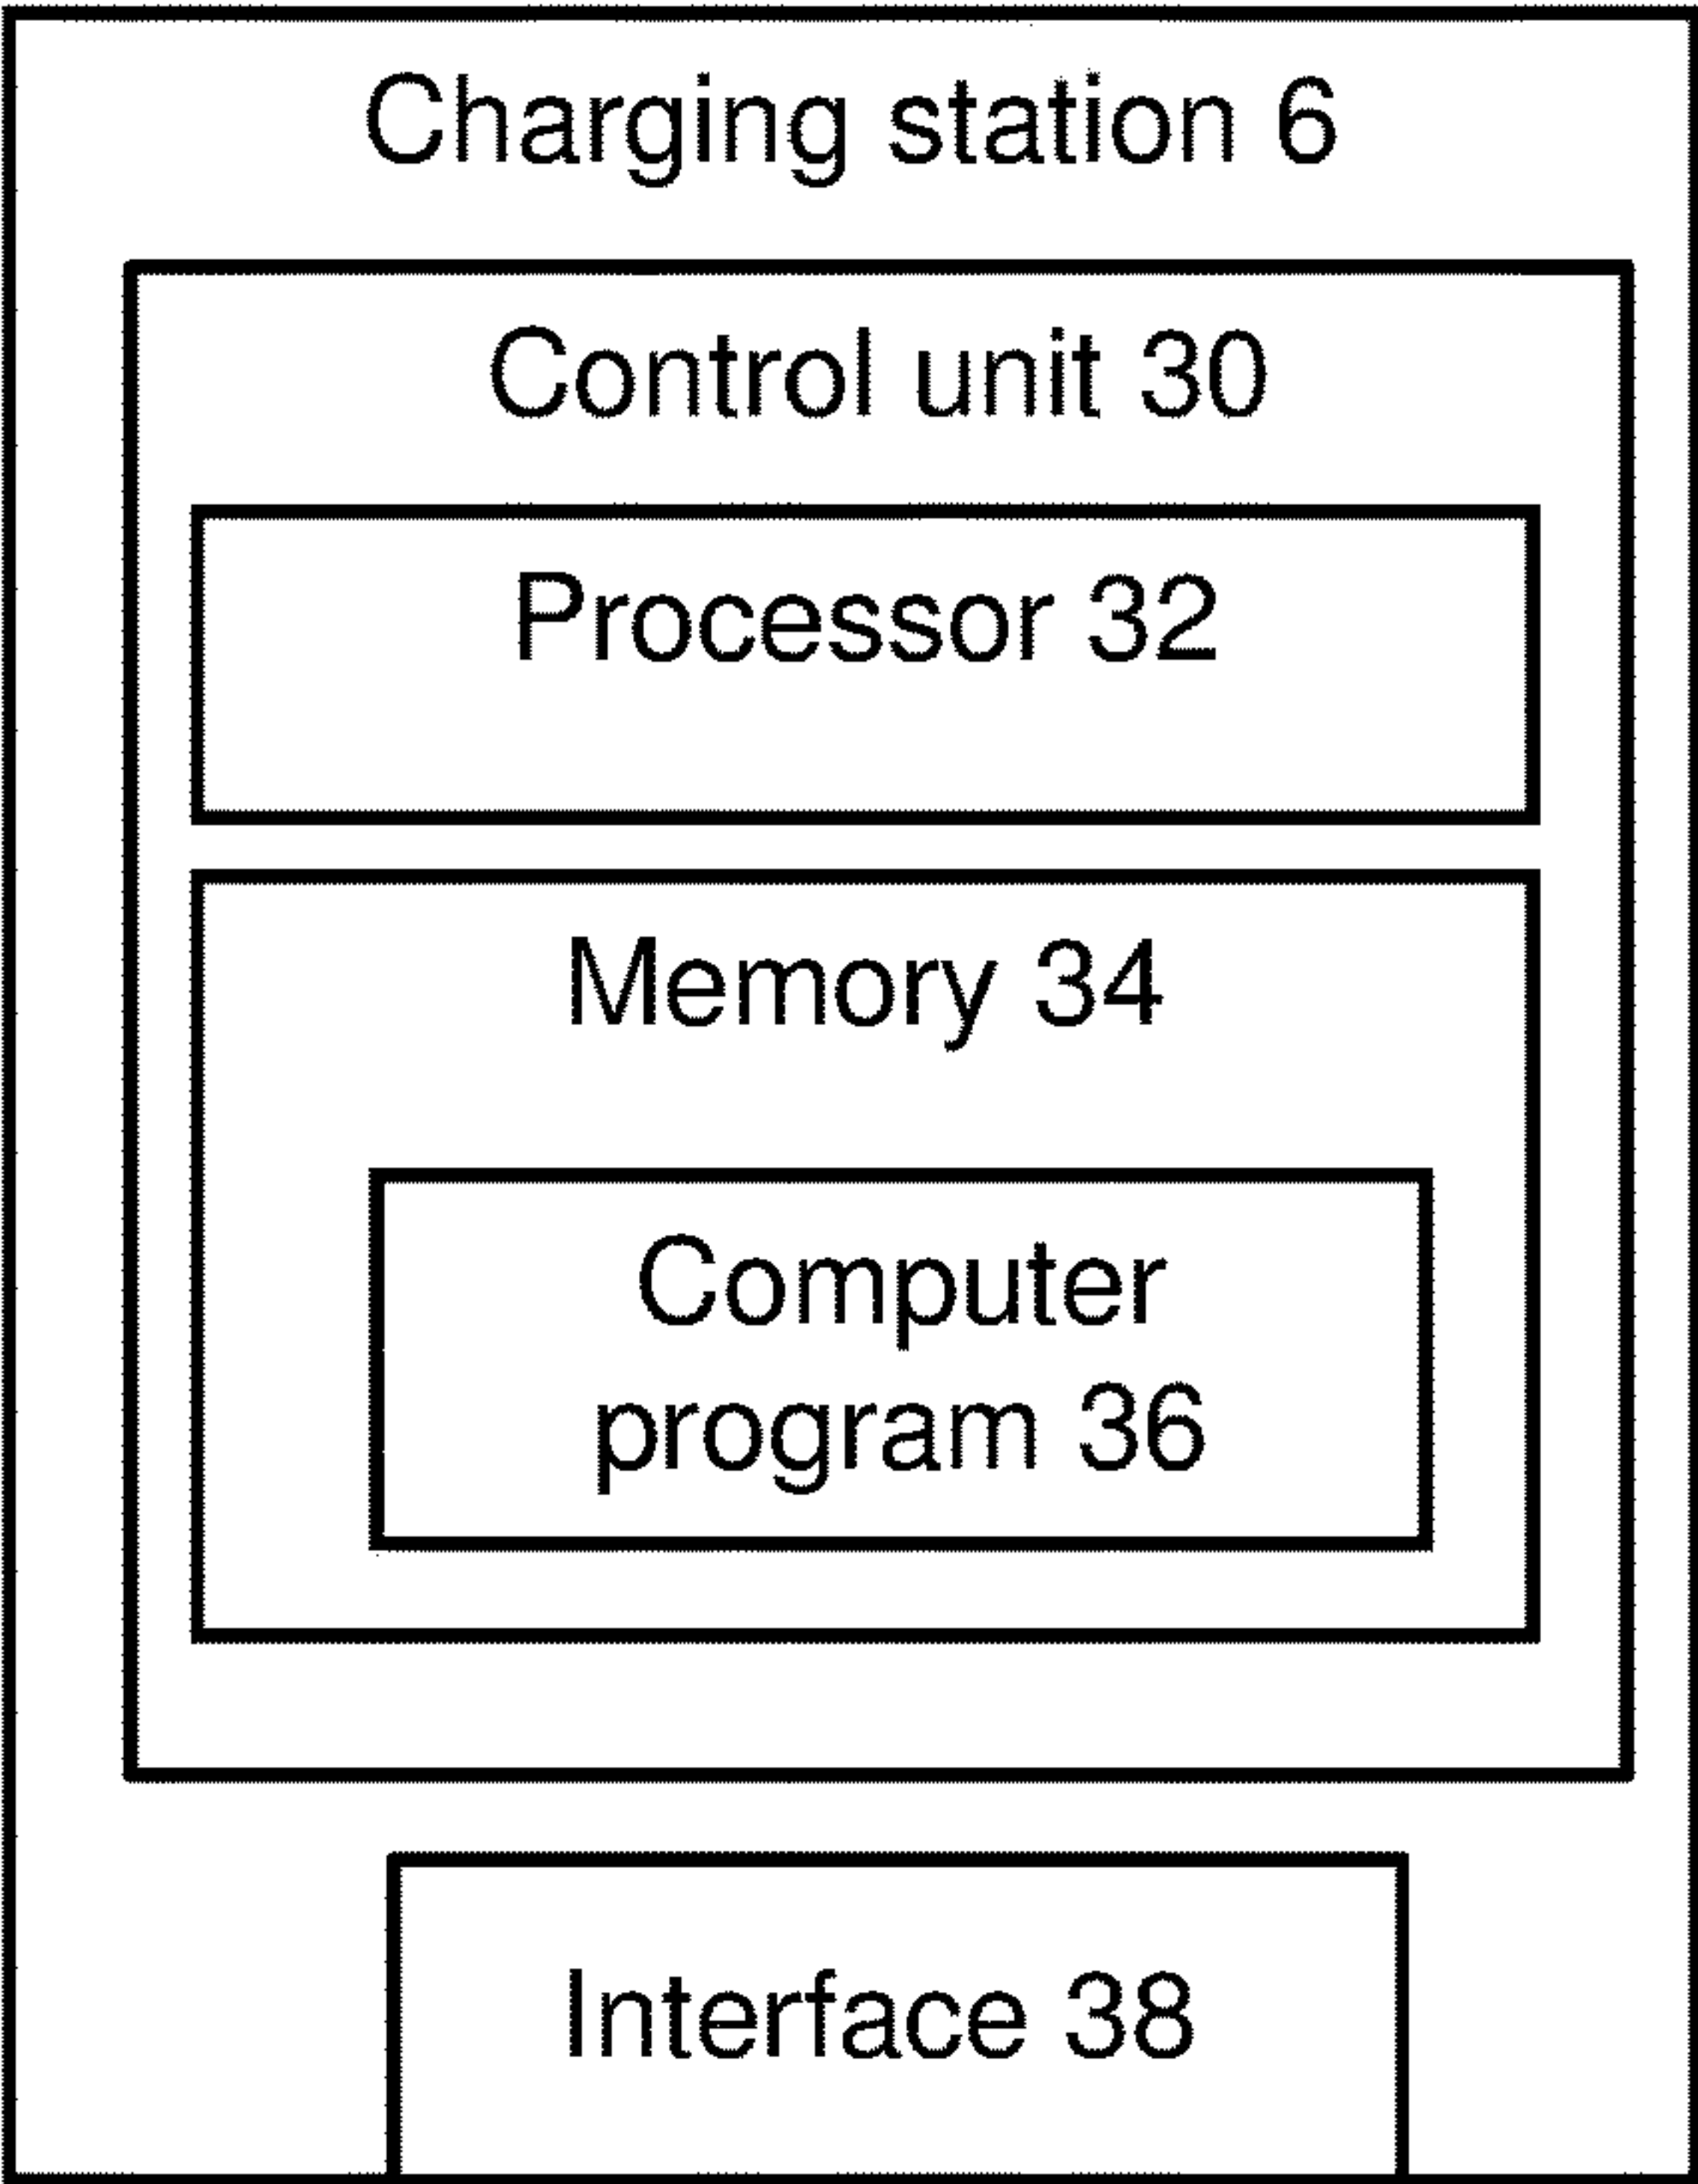 Charging station 6
Control unit 30
Processor 32
Memory 34
Computer
program 36
Interface 38